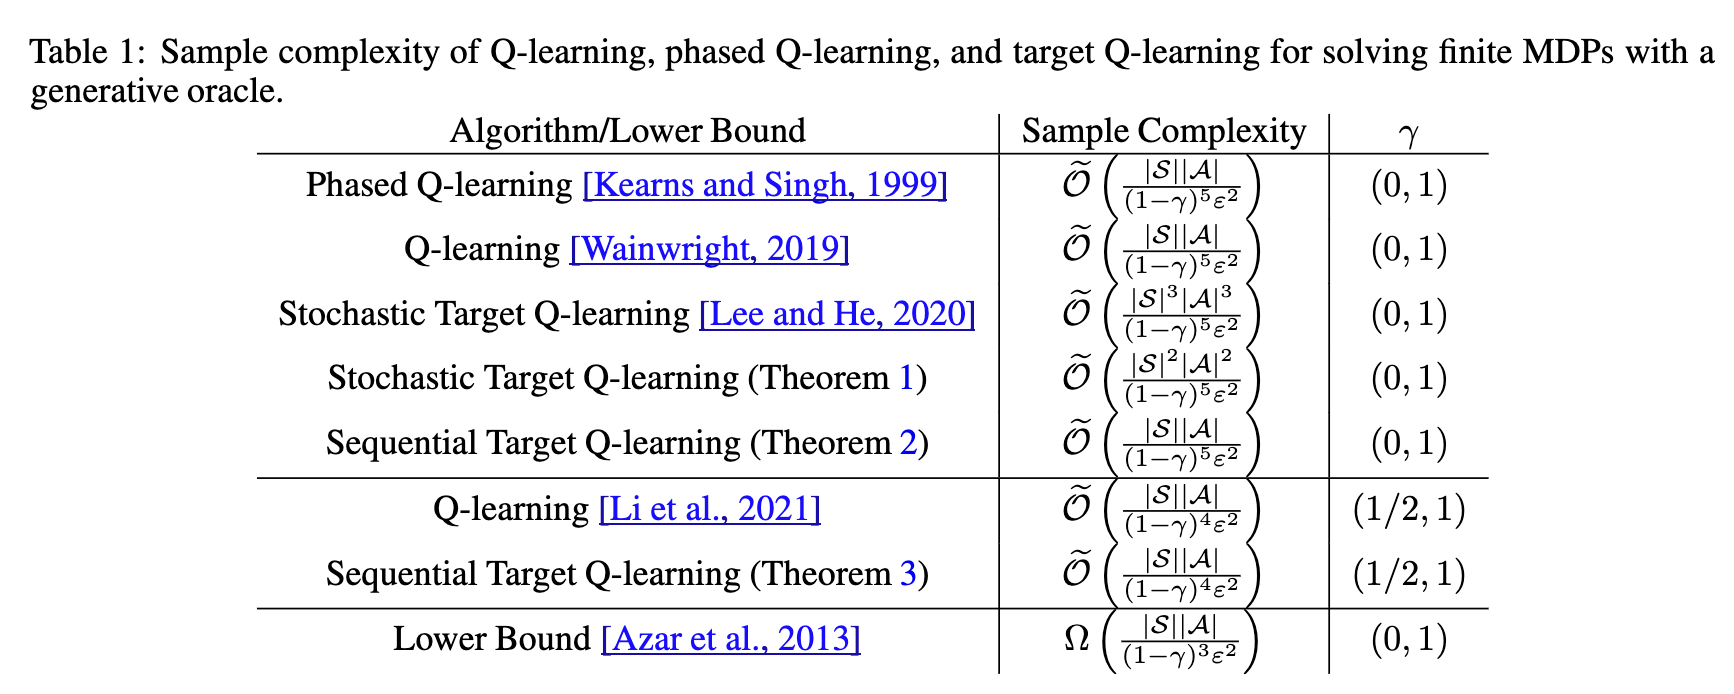 Table 1: Sample complexity of Q-learning, phased Q-learning, and target Q-learning for solving finite MDPs with a
generative oracle.
Algorithm/Lower Bound | Sample Complexity | γ
Phased Q-learning [Kearns and Singh, 1999] | $\widetilde{\mathcal{O}}\left(\frac{|\mathcal{S}||\mathcal{A}|}{(1-\gamma)^5\varepsilon^2}\right)$ | (0, 1)
Q-learning [Wainwright, 2019] | $\widetilde{\mathcal{O}}\left(\frac{|\mathcal{S}||\mathcal{A}|}{(1-\gamma)^5\varepsilon^2}\right)$ | (0, 1)
Stochastic Target Q-learning [Lee and He, 2020] | $\widetilde{\mathcal{O}}\left(\frac{|\mathcal{S}|^3|\mathcal{A}|^3}{(1-\gamma)^5\varepsilon^2}\right)$ | (0, 1)
Stochastic Target Q-learning (Theorem 1) | $\widetilde{\mathcal{O}}\left(\frac{|\mathcal{S}|^2|\mathcal{A}|^2}{(1-\gamma)^5\varepsilon^2}\right)$ | (0, 1)
Sequential Target Q-learning (Theorem 2) | $\widetilde{\mathcal{O}}\left(\frac{|\mathcal{S}||\mathcal{A}|}{(1-\gamma)^5\varepsilon^2}\right)$ | (0, 1)
Q-learning [Li et al., 2021] | $\widetilde{\mathcal{O}}\left(\frac{|\mathcal{S}||\mathcal{A}|}{(1-\gamma)^4\varepsilon^2}\right)$ | (1/2, 1)
Sequential Target Q-learning (Theorem 3) | $\widetilde{\mathcal{O}}\left(\frac{|\mathcal{S}||\mathcal{A}|}{(1-\gamma)^4\varepsilon^2}\right)$ | (1/2, 1)
Lower Bound [Azar et al., 2013] | $\Omega\left(\frac{|\mathcal{S}||\mathcal{A}|}{(1-\gamma)^3\varepsilon^2}\right)$ | (0, 1)